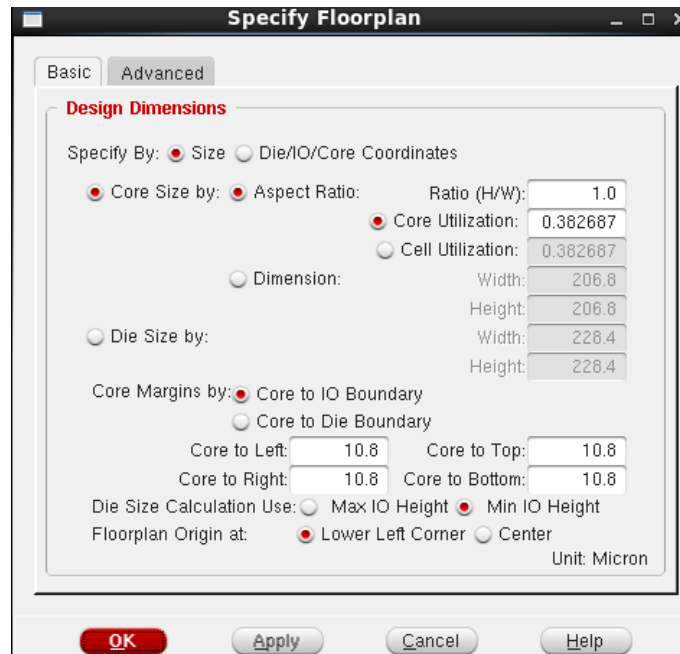 Specify Floorplan
Basic Advanced
Design Dimensions
Specify By: Size Die/IO/Core Coordinates
Core Size by: Aspect Ratio: Ratio (H/W): 1.0
Core Utilization: 0.382687
Cell Utilization: 0.382687
Dimension: Width: 206.8
Height: 206.8
Die Size by: Width: 228.4
Height: 228.4
Core Margins by: Core to IO Boundary
Core to Die Boundary
Core to Left: 10.8 Core to Top: 10.8
Core to Right: 10.8 Core to Bottom: 10.8
Die Size Calculation Use: Max IO Height Min IO Height
Floorplan Origin at: Lower Left Corner Center
Unit: Micron
OK Apply Cancel Help